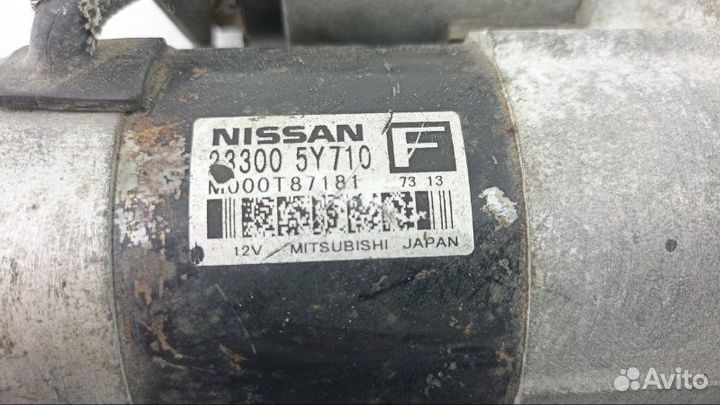 NISSAN F
23300 5Y710
M000T87181 73 13
12V MITSUBISHI JAPAN
Avito